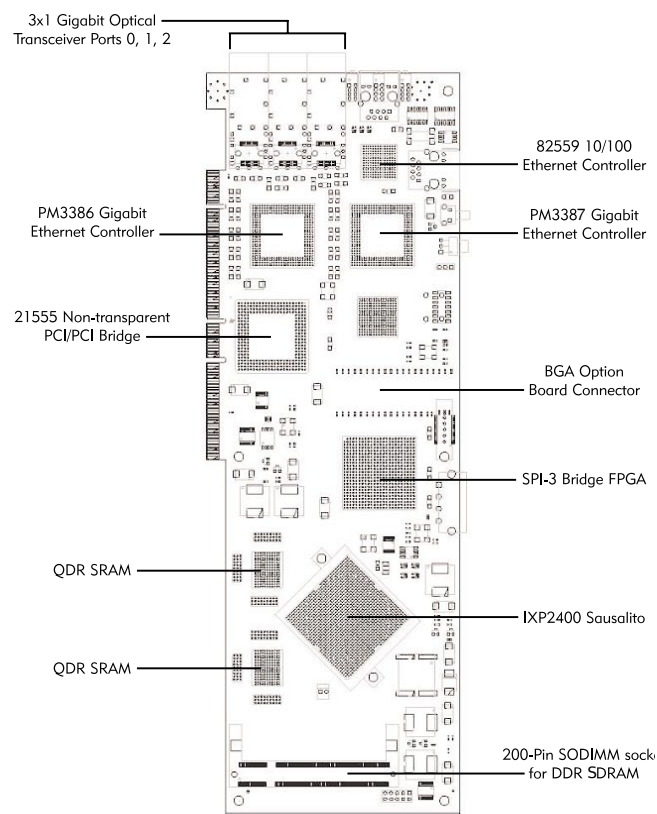 3x1 Gigabit Optical
Transceiver Ports 0, 1, 2
82559 10/100
Ethernet Controller
PM3386 Gigabit
Ethernet Controller
PM3387 Gigabit
Ethernet Controller
21555 Non-transparent
PCI/PCI Bridge
BGA Option
Board Connector
SPI-3 Bridge FPGA
QDR SRAM
IXP2400 Sausalito
QDR SRAM
200-Pin SODIMM socke
for DDR SDRAM